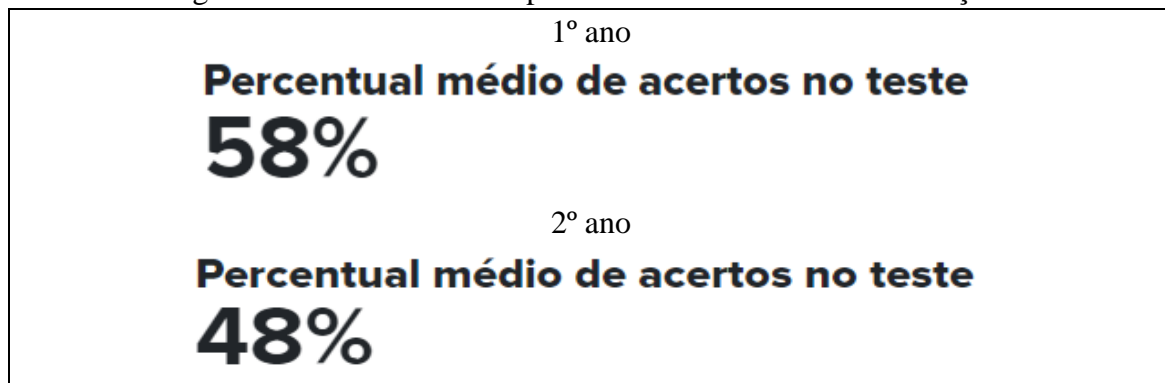 1º ano
Percentual médio de acertos no teste
58%
2º ano
Percentual médio de acertos no teste
48%